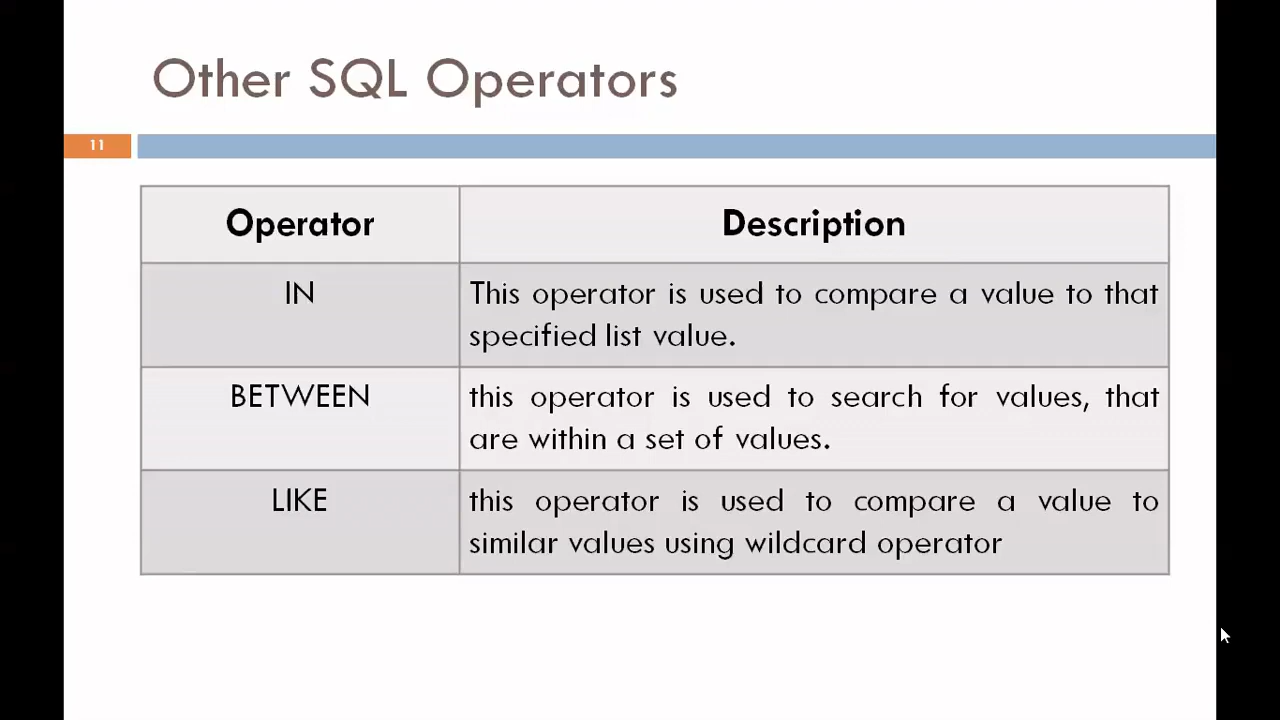 Other SQL Operators
11
Operator
Description
IN
This operator is used to compare a value to that
specified list value.
BETWEEN
this operator is used to search for values, that
are within a set of values.
LIKE
this operator is used to compare a value to
similar values using wildcard operator